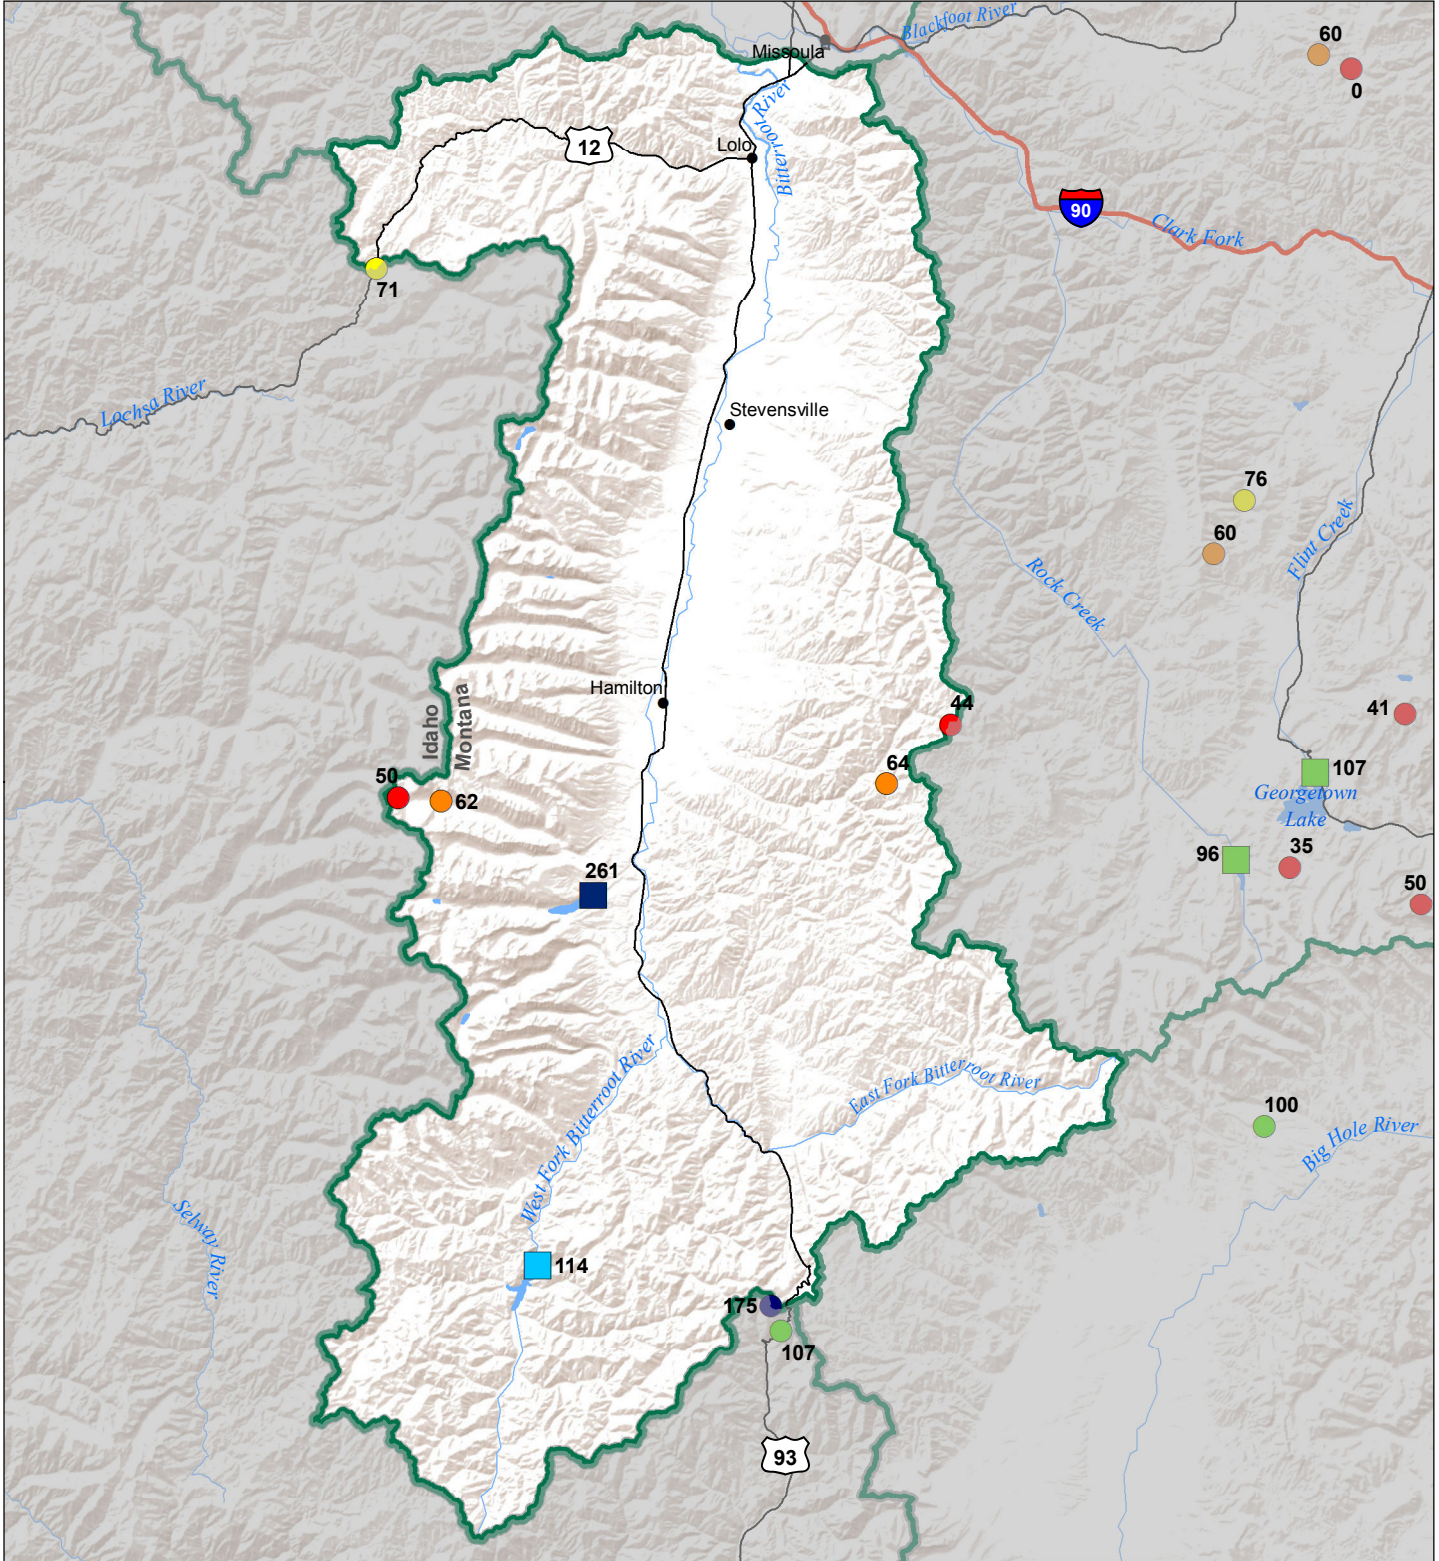 Blackfoot River
60
0
Missoula
Bitterroot River
12
Lolo
90
Clark Fork
71
Lochsa River
Stevensville
76
60
Flint Creek
Rock Creek
Idaho
Montana
Hamilton
44
41
50
62
64
107
Georgetown
Lake
96
35
50
261
West Fork Bitterroot River
East Fork Bitterroot River
100
Big Hole River
Selway River
114
175
107
93